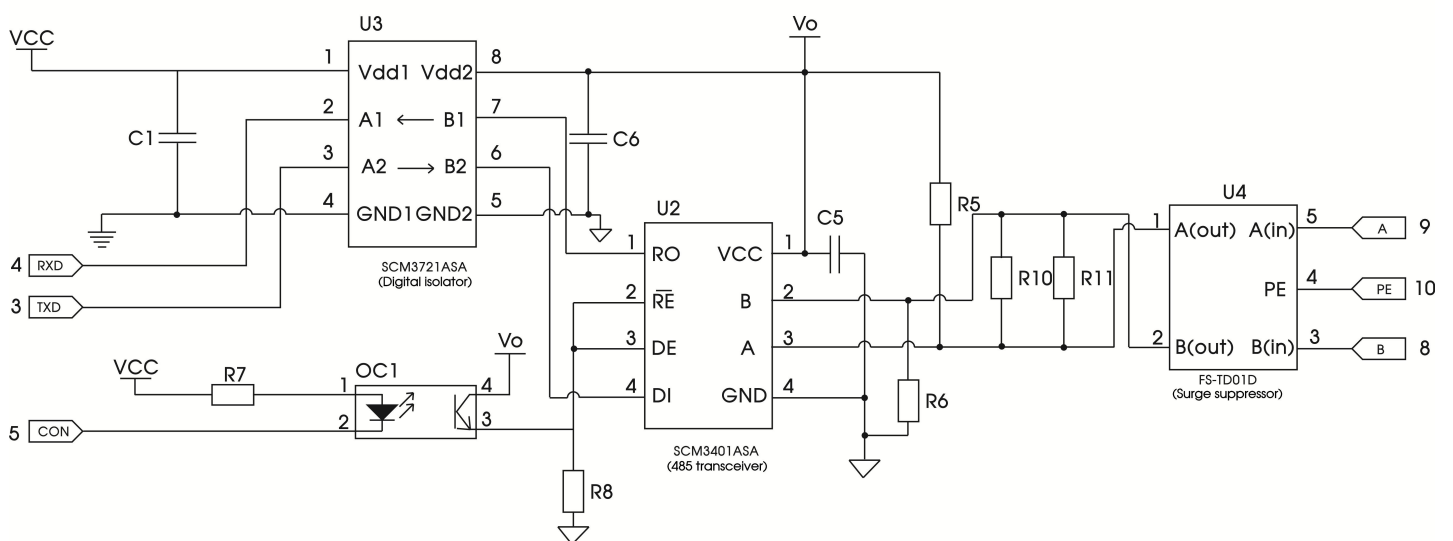 U3
Vo
VCC
1
Vdd1
Vdd2
8
2
A1
B1
7
C1
C6
3
A2
B2
6
4
GND1
GND2
5
SCM3721ASA
(Digital isolator)
4
RXD
3
TXD
U2
1
RO
VCC
1
C5
2
RE
B
2
3
DE
A
3
4
DI
GND
4
SCM3401ASA
(485 transceiver)
R5
R6
R10
R11
U4
1
A(out)
A(in)
5
A
9
PE
4
PE
10
2
B(out)
B(in)
3
B
8
FS-TD01D
(Surge suppressor)
VCC
R7
OC1
1
4
Vo
2
3
5
CON
R8